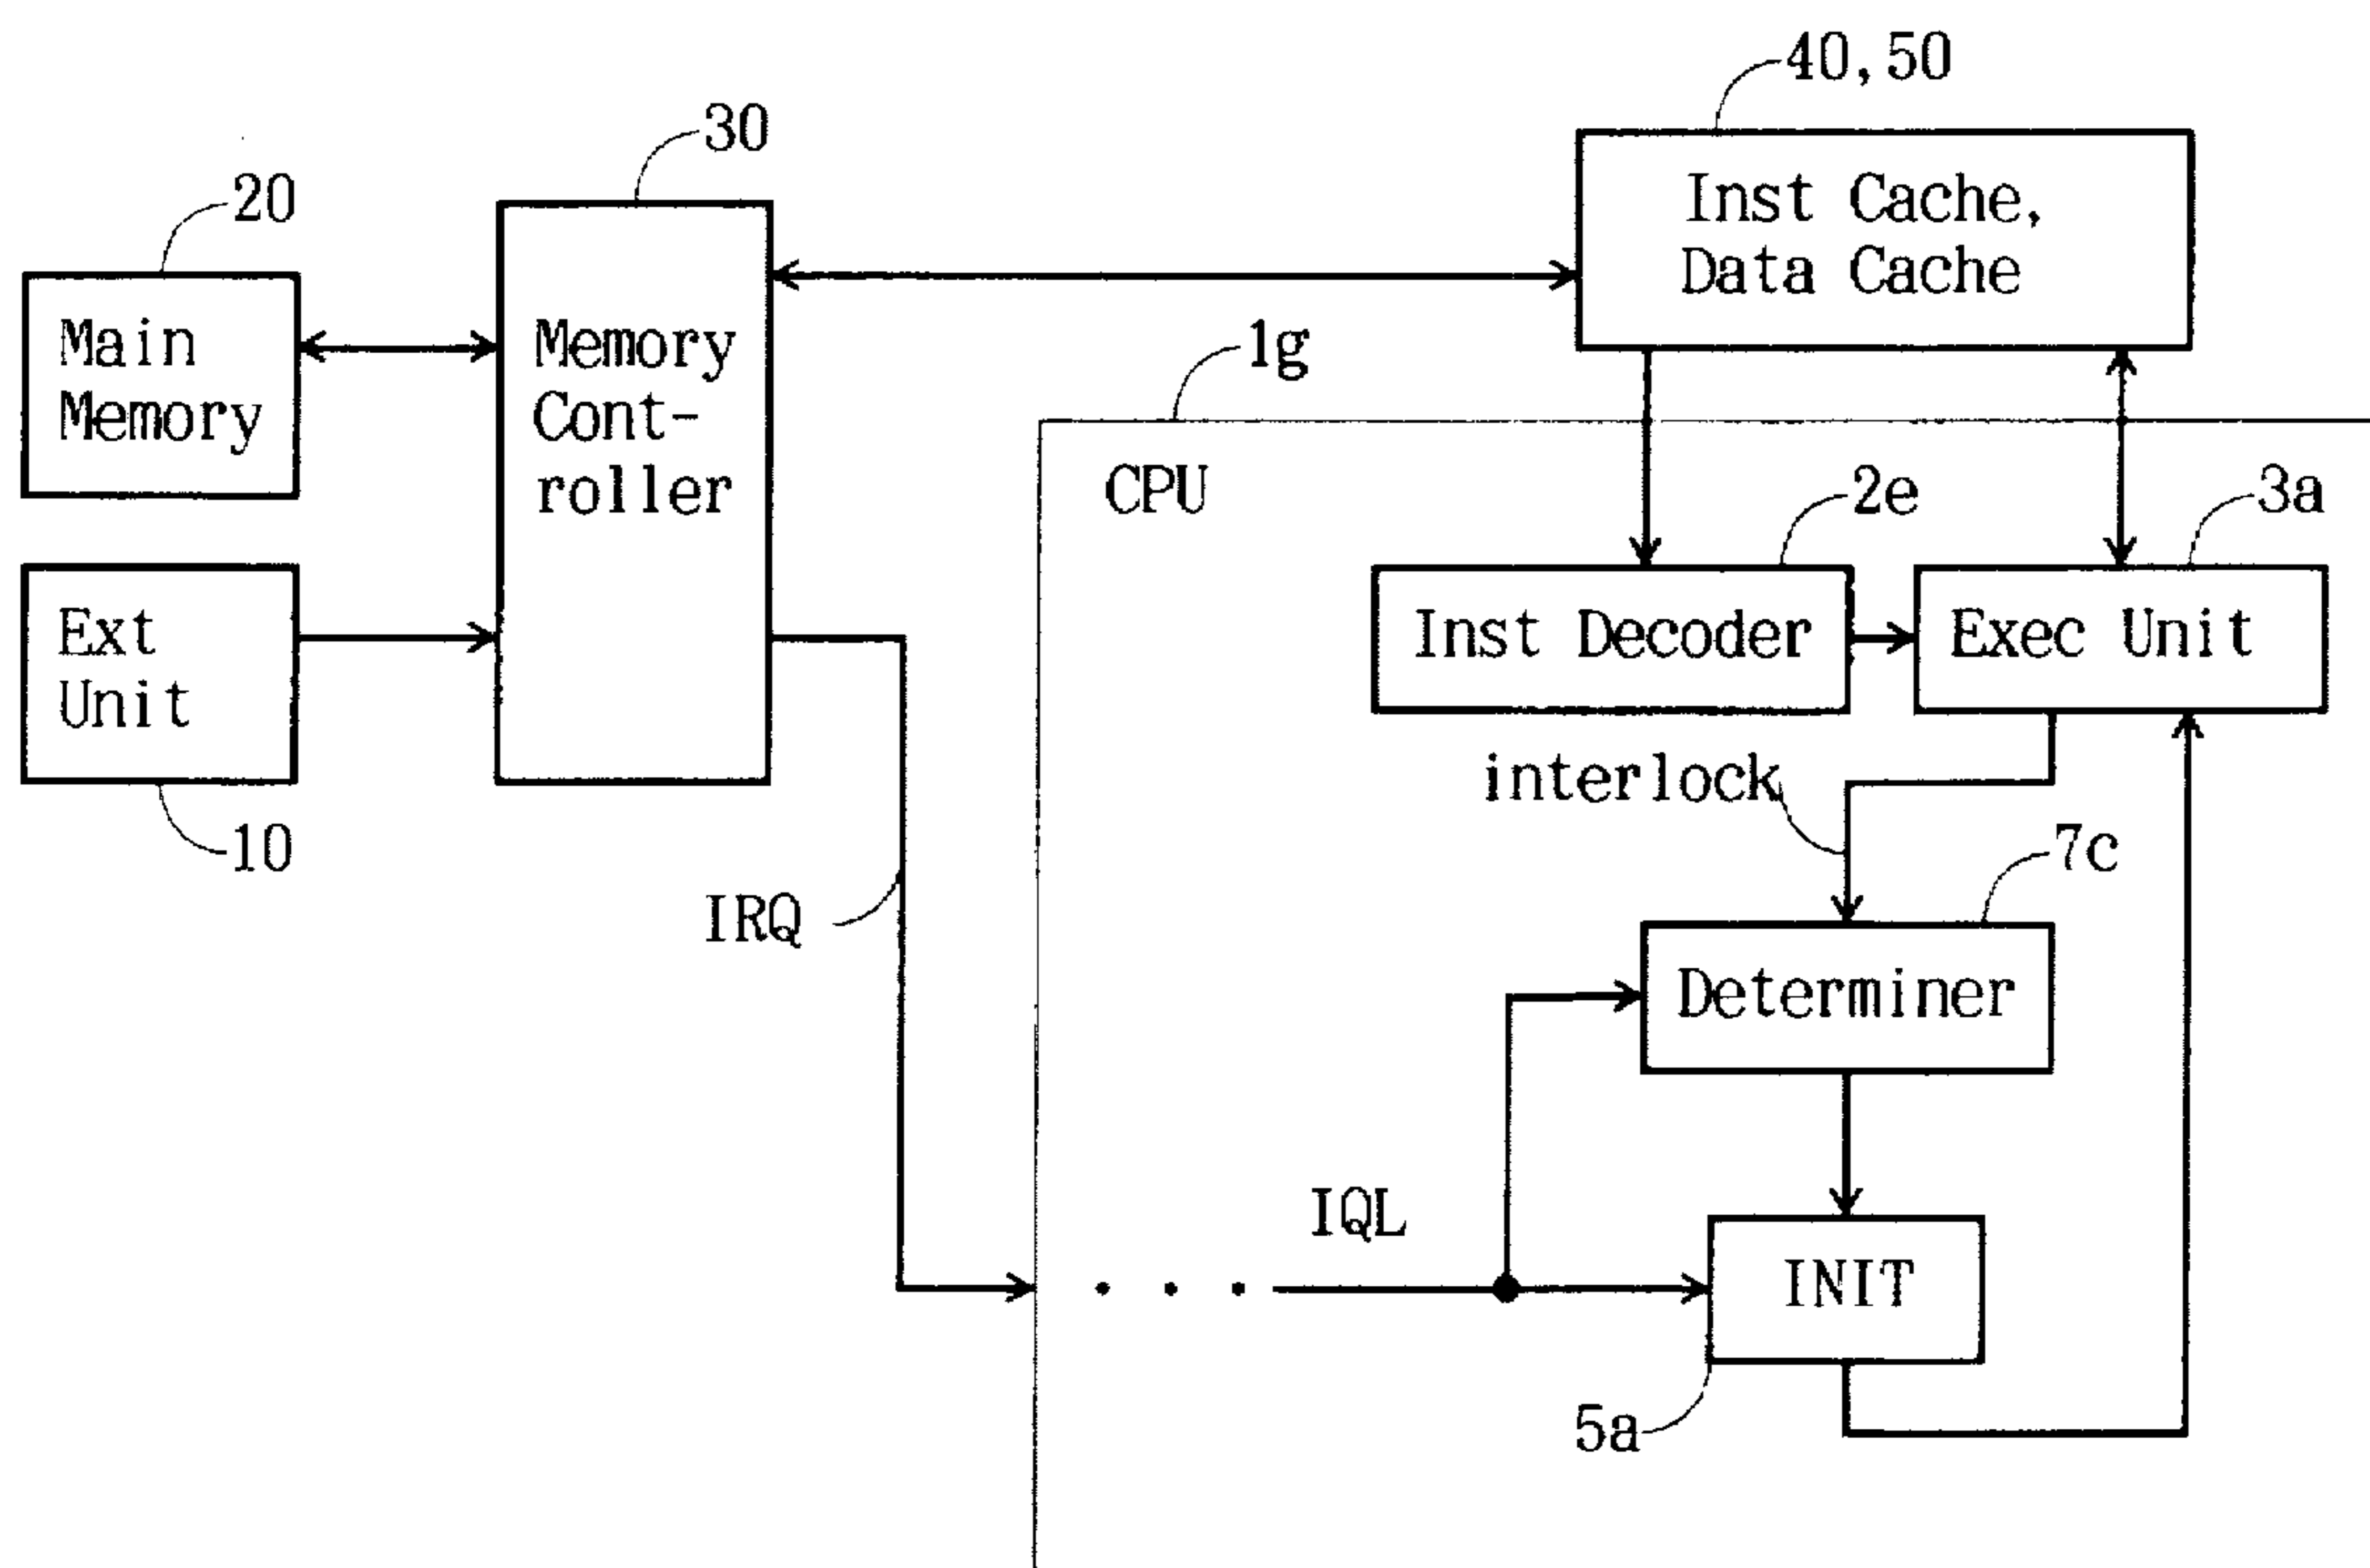 40,50
30
Inst Cache,
Data Cache
20
Main
Memory
Memory
Cont-
roller
1g
CPU
2e
3a
Ext
Unit
Inst Decoder
Exec Unit
interlock
10
7c
IRQ
Determiner
IQL
INIT
5a